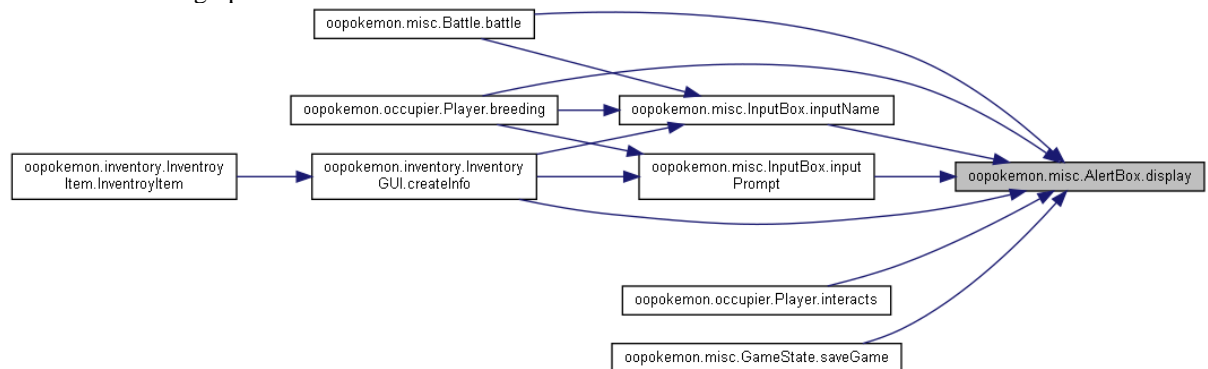 oopokemon.misc.Battle.battle
oopokemon.occupier.Player.breeding
oopokemon.misc.InputBox.inputName
oopokemon.inventory.Inventroy
Item.InventroyItem
oopokemon.inventory.Inventory
GUI.createInfo
oopokemon.misc.InputBox.input
Prompt
oopokemon.misc.AlertBox.display
oopokemon.occupier.Player.interacts
oopokemon.misc.GameState.saveGame